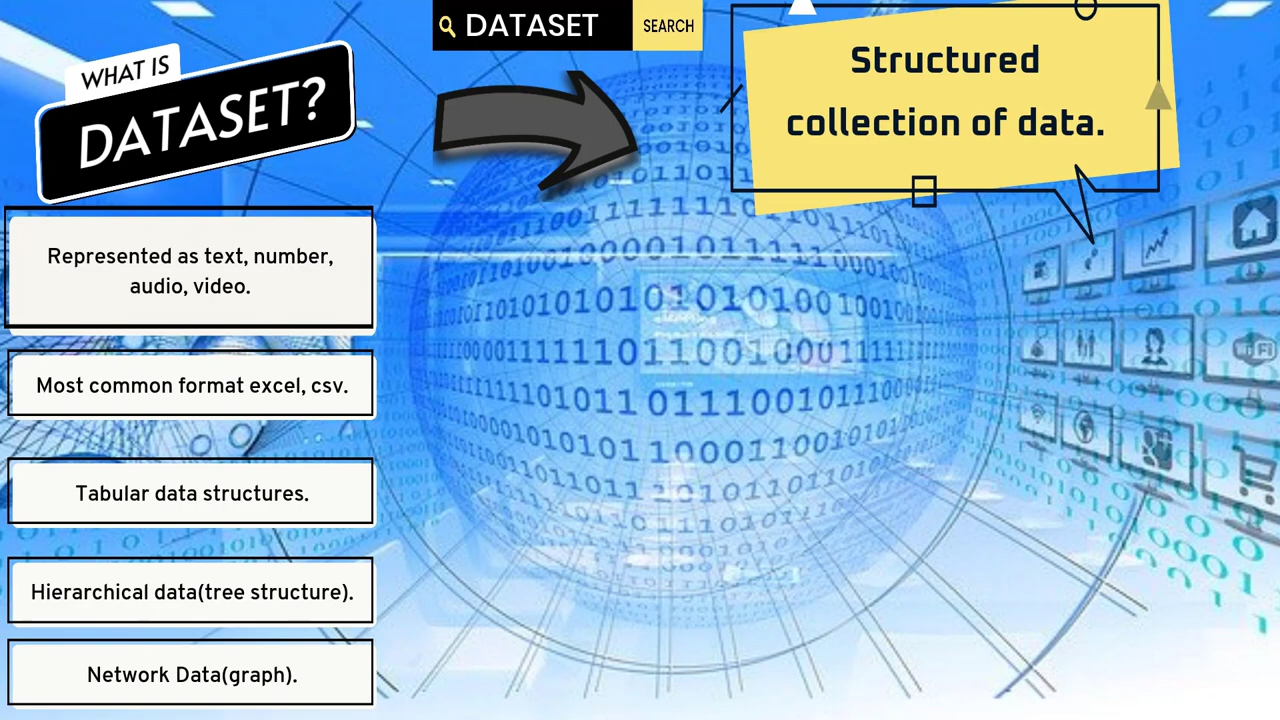 DATASET
SEARCH
WHAT IS
DATASET?
Structured
collection of data.
Represented as text, number,
audio, video.
Most common format excel, csv.
Tabular data structures.
Hierarchical data(tree structure).
Network Data(graph).